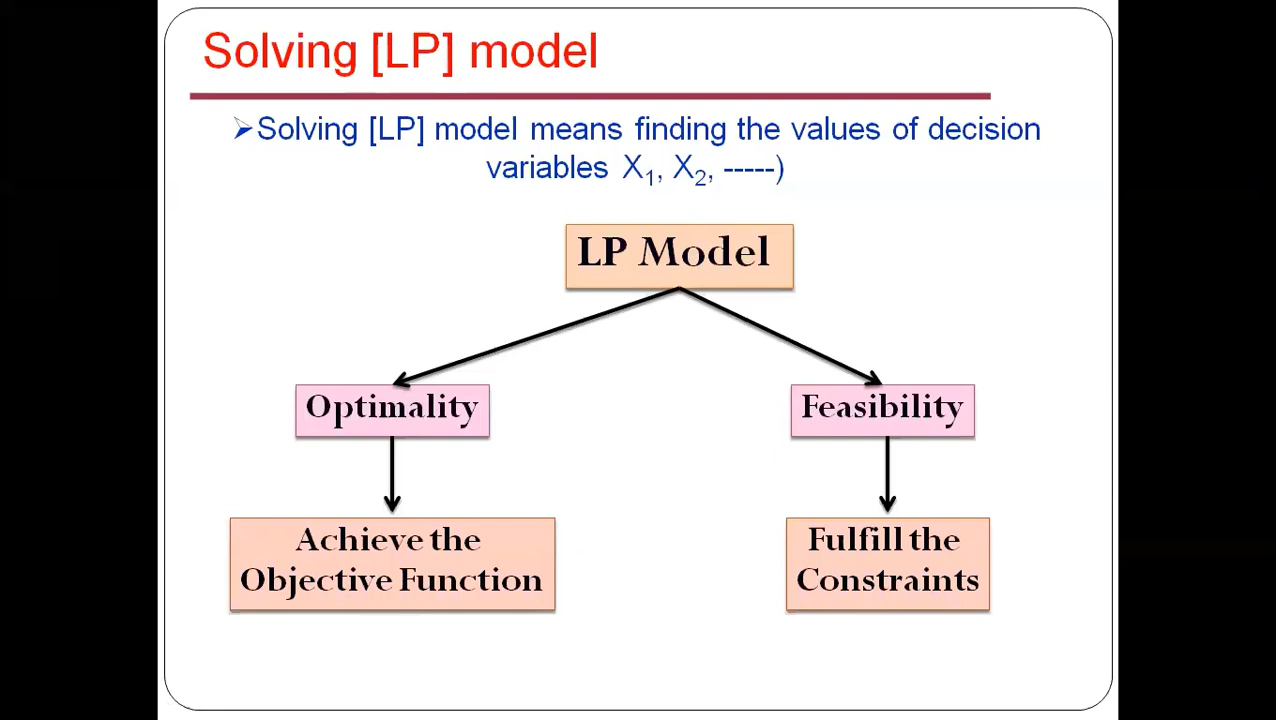 Solving [LP] model
➢Solving [LP] model means finding the values of decision
variables X₁, X₂, -----)
LP Model
Optimality
Feasibility
Achieve the
Objective Function
Fulfill the
Constraints